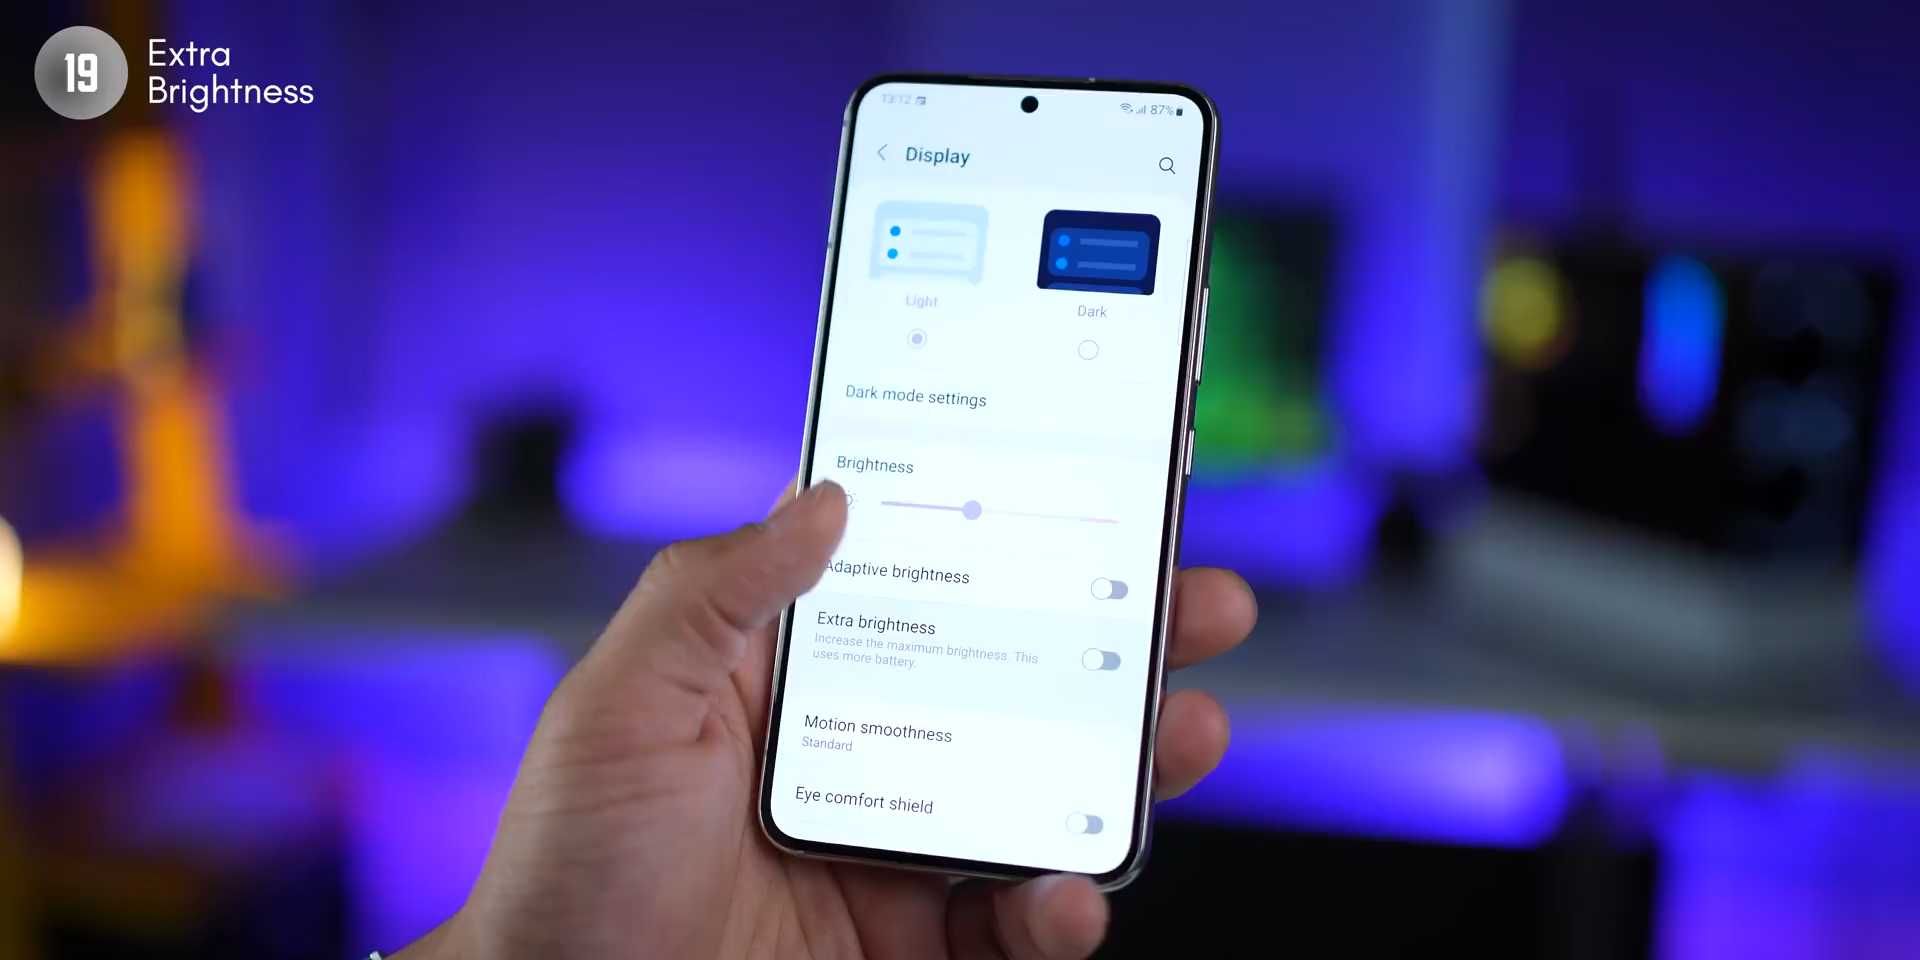 19
Extra
Brightness
13:12
87%
Display
Light
Dark
Dark mode settings
Brightness
Adaptive brightness
Extra brightness
Increase the maximum brightness. This
uses more battery.
Motion smoothness
Standard
Eye comfort shield